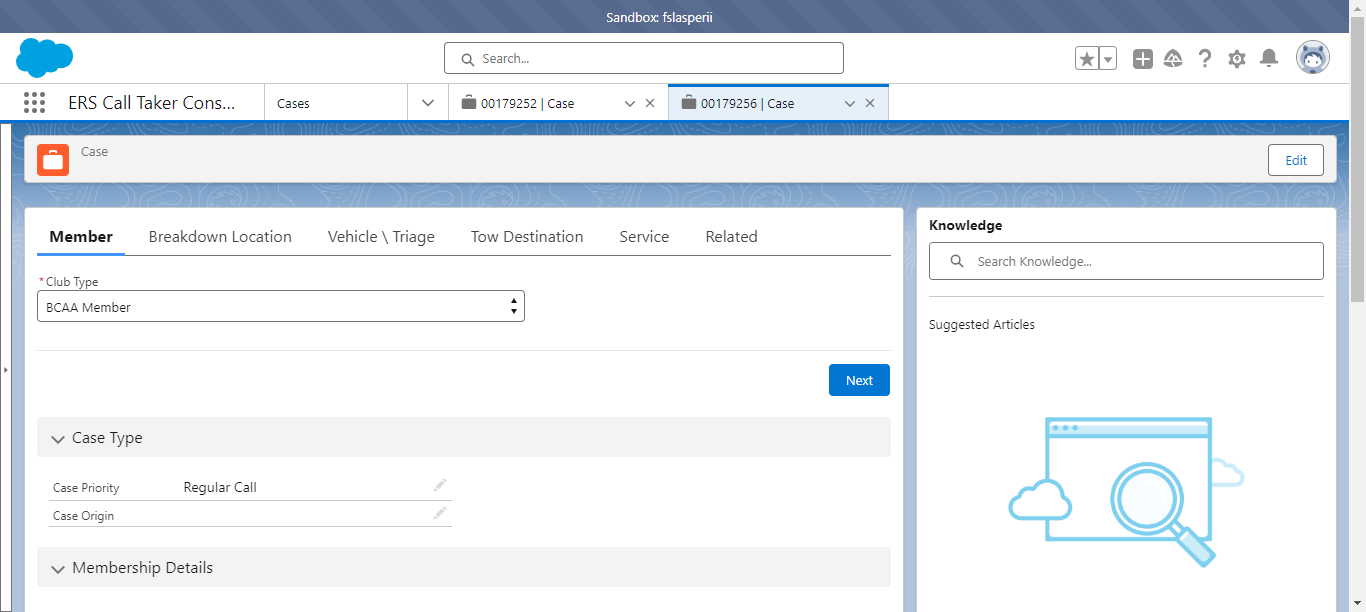 Sandbox: fslasperii
Search...
ERS Call Taker Cons...
Cases
00179252 | Case
00179256 | Case
Case
Edit
Member
Breakdown Location
Vehicle \ Triage
Tow Destination
Service
Related
*Club Type
BCAA Member
Next
Case Type
Case Priority
Regular Call
Case Origin
Membership Details
Knowledge
Search Knowledge...
Suggested Articles